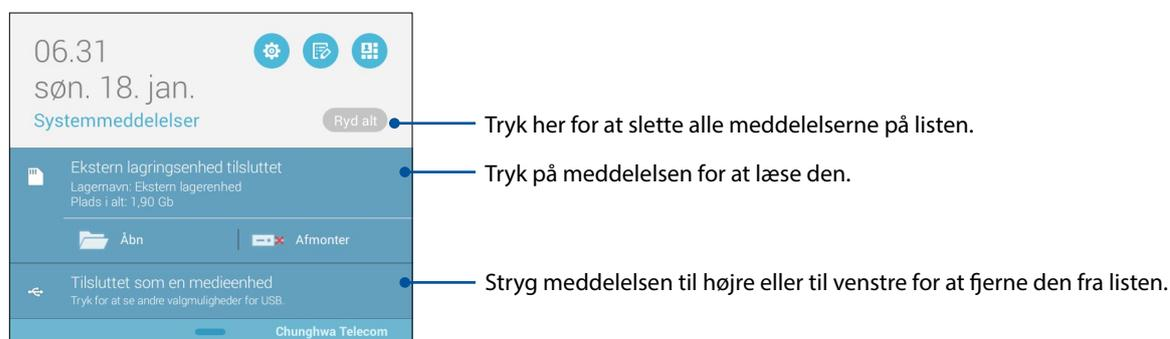 06.31
søn. 18. jan.
Systemmeddelelser
Ryd alt
Tryk her for at slette alle meddelelserne på listen.
Ekstern lagringsenhed tilsluttet
Lagernavn: Ekstern lagerenhed
Plads i alt: 1,90 Gb
Tryk på meddelelsen for at læse den.
Åbn
Afmonter
Tilsluttet som en medieenhed
Tryk for at se andre valgmuligheder for USB.
Stryg meddelelsen til højre eller til venstre for at fjerne den fra listen.
Chunghwa Telecom